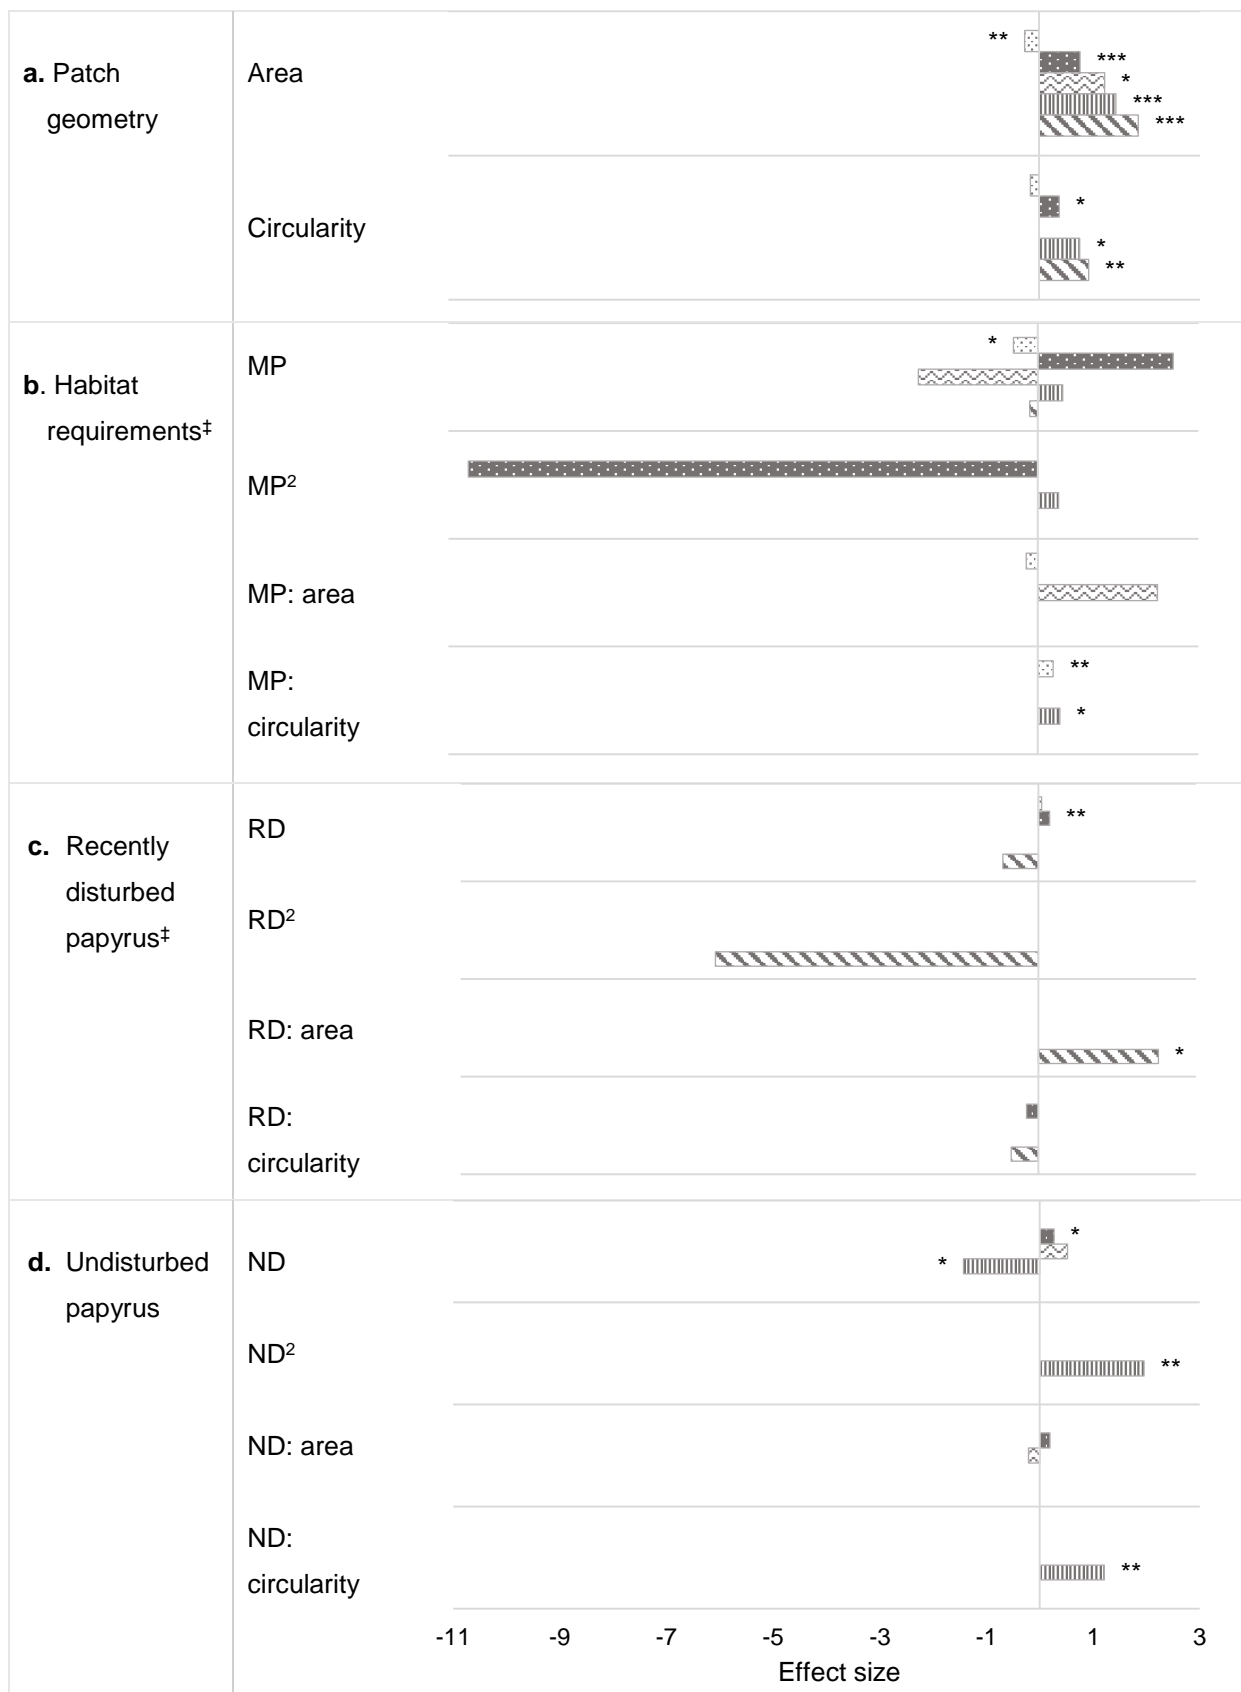 a. Patch
geometry
Area
**
***
*
***
***
Circularity
*
*
**
b. Habitat
requirements‡
MP
*
MP²
MP: area
MP:
circularity
**
*
c. Recently
disturbed
papyrus‡
RD
**
RD²
RD: area
*
RD:
circularity
d. Undisturbed
papyrus
ND
*
*
ND²
**
ND: area
ND:
circularity
**
-11 -9 -7 -5 -3 -1 1 3
Effect size